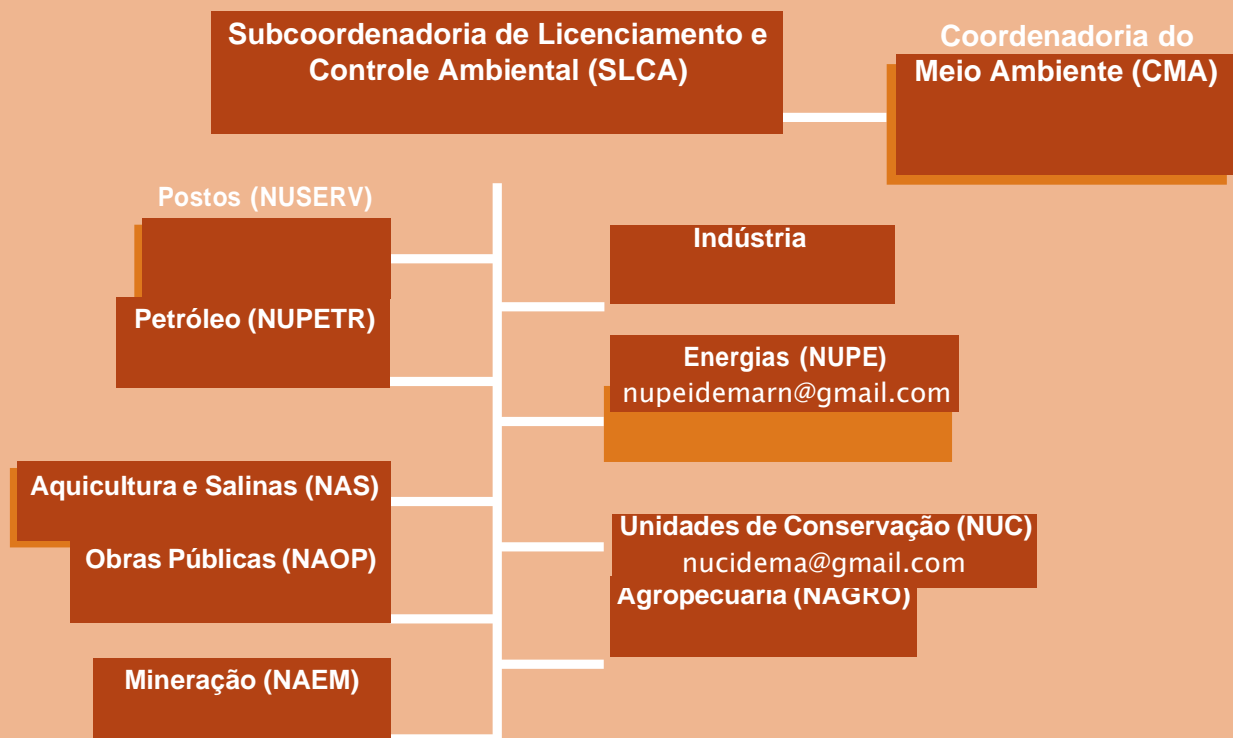 Subcoordenadoria de Licenciamento e
Controle Ambiental (SLCA)
Coordenadoria do
Meio Ambiente (CMA)
Postos (NUSERV)
Indústria
Petróleo (NUPETR)
Energias (NUPE)
nupeidemarn@gmail.com
Aquicultura e Salinas (NAS)
Unidades de Conservação (NUC)
nucidema@gmail.com
Obras Públicas (NAOP)
Agropecuária (NAGRO)
Mineração (NAEM)